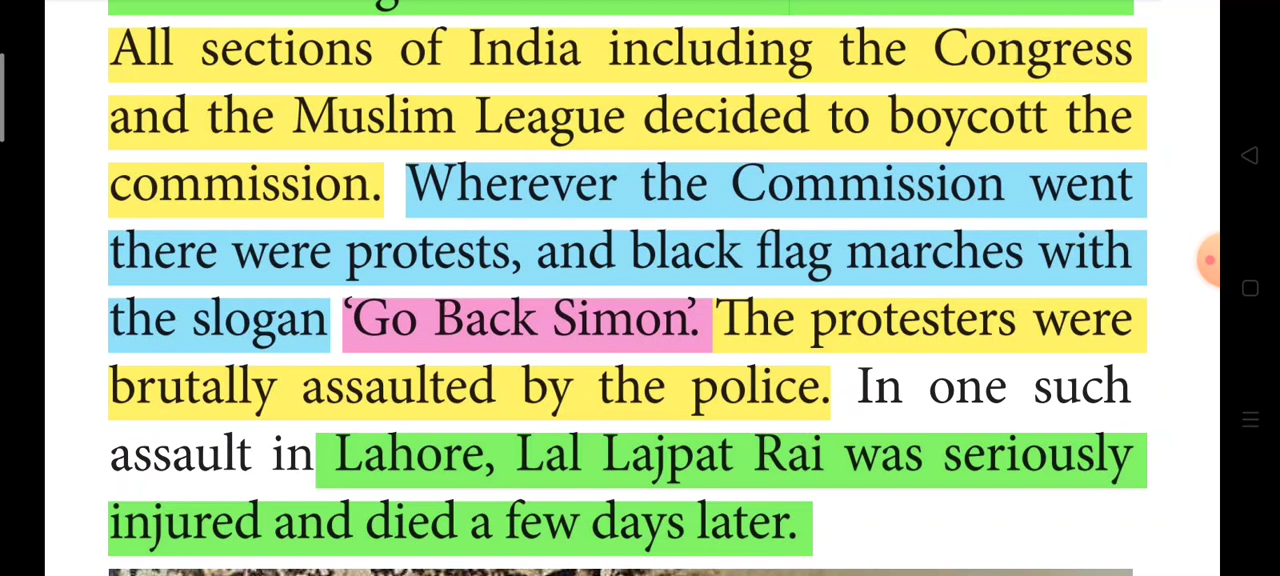 All sections of India including the Congress
and the Muslim League decided to boycott the
commission. Wherever the Commission went
there were protests, and black flag marches with
the slogan ‘Go Back Simon’. The protesters were
brutally assaulted by the police. In one such
assault in Lahore, Lal Lajpat Rai was seriously
injured and died a few days later.